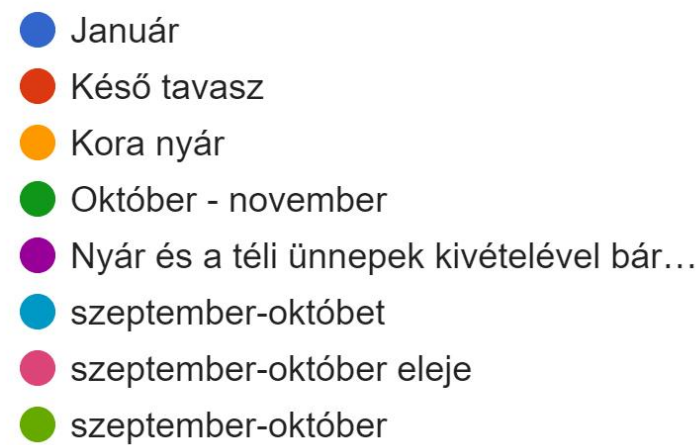 Január
Késő tavasz
Kora nyár
Október - november
Nyár és a téli ünnepek kivételével bár…
szeptember-októbet
szeptember-október eleje
szeptember-október